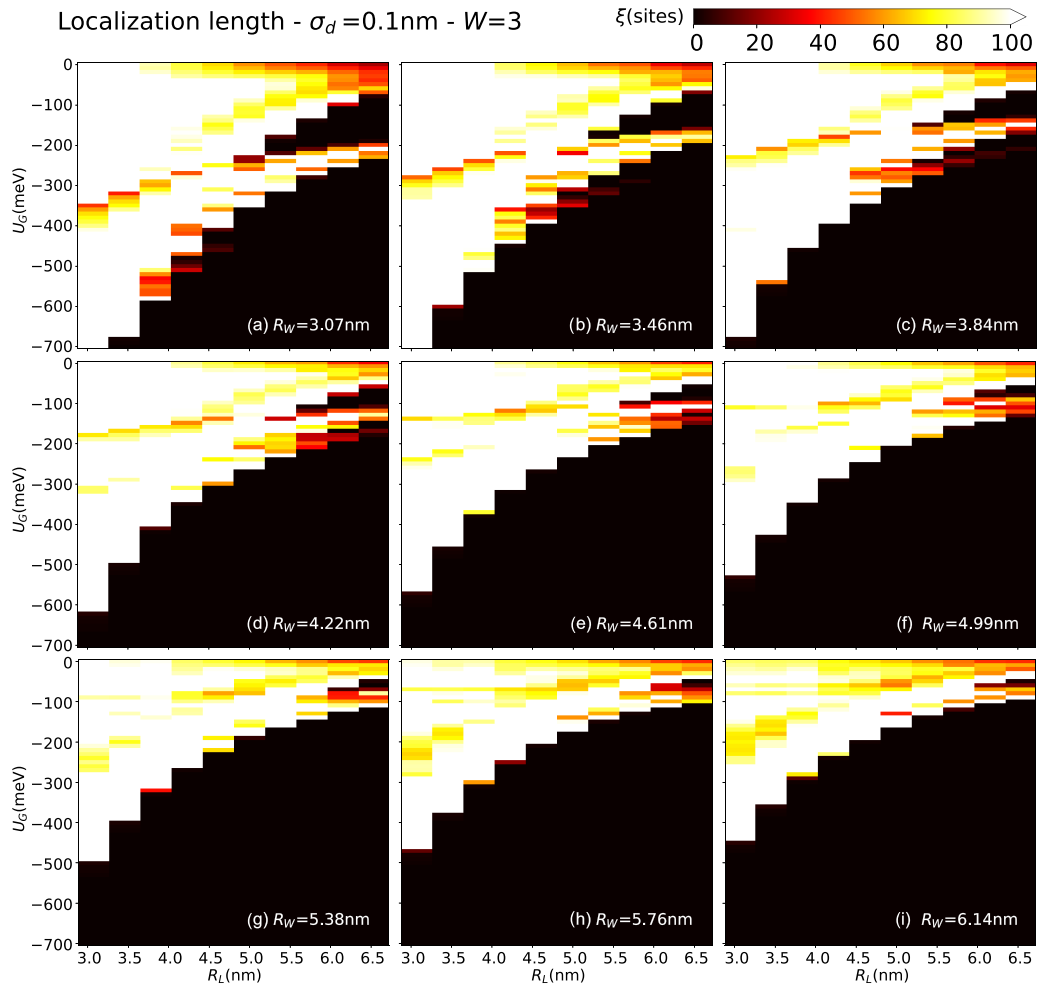 Localization length - σ_d =0.1nm - W=3
ξ(sites)
0 20 40 60 80 100
U_G(meV)
0
−100
−200
−300
−400
−500
−600
−700
(a) R_W=3.07nm
(b) R_W=3.46nm
(c) R_W=3.84nm
U_G(meV)
0
−100
−200
−300
−400
−500
−600
−700
(d) R_W=4.22nm
(e) R_W=4.61nm
(f) R_W=4.99nm
U_G(meV)
0
−100
−200
−300
−400
−500
−600
−700
(g) R_W=5.38nm
(h) R_W=5.76nm
(i) R_W=6.14nm
3.0 3.5 4.0 4.5 5.0 5.5 6.0 6.5
3.0 3.5 4.0 4.5 5.0 5.5 6.0 6.5
3.0 3.5 4.0 4.5 5.0 5.5 6.0 6.5
R_L(nm)
R_L(nm)
R_L(nm)